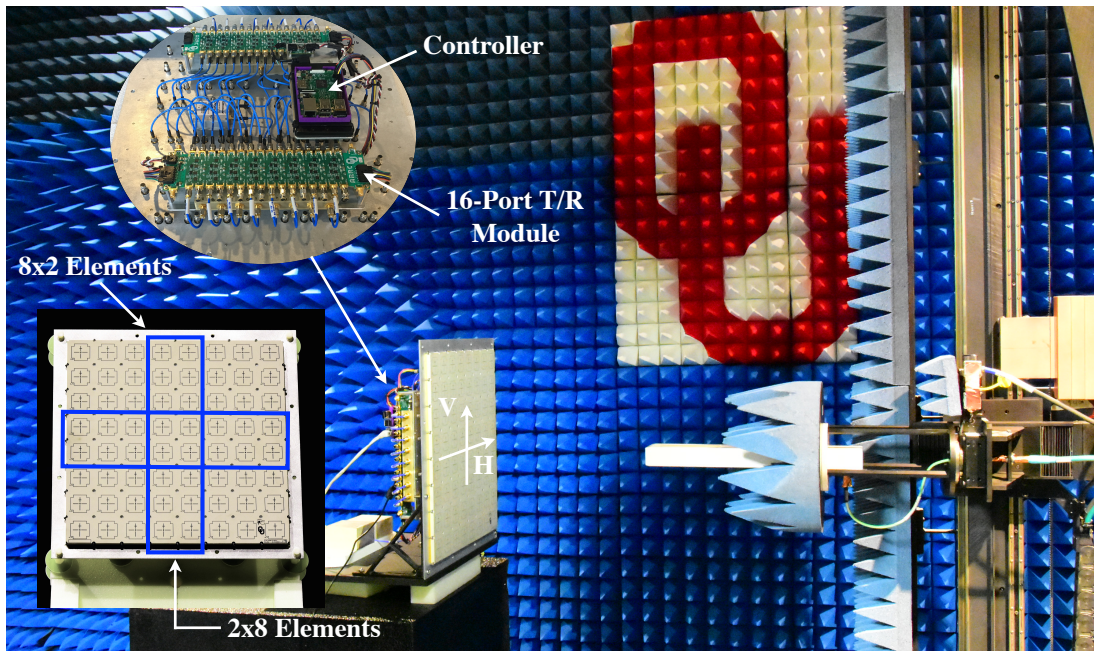 Controller
16-Port T/R
Module
8x2 Elements
V
H
2x8 Elements